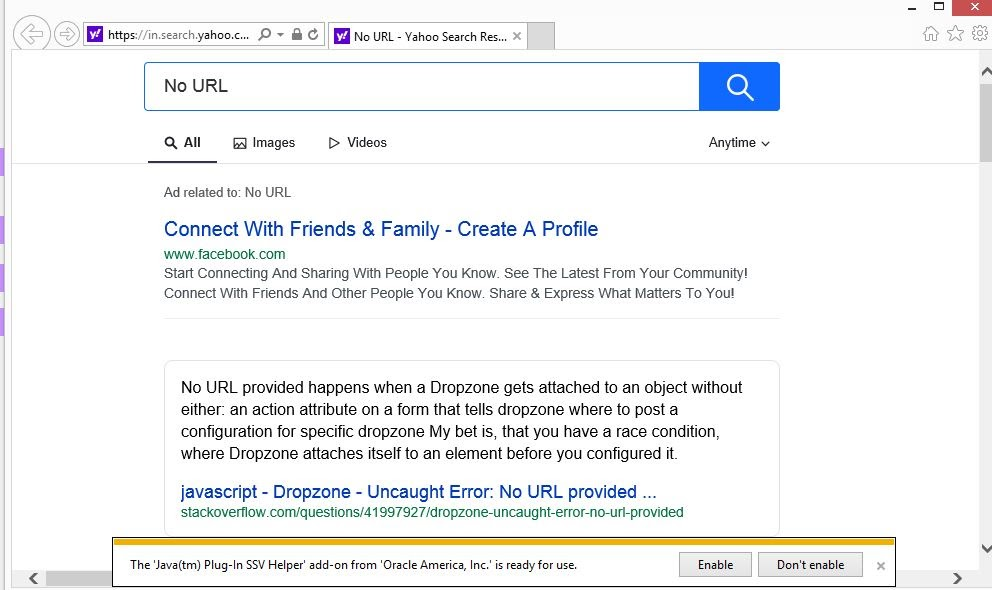 https://in.search.yahoo.c...
No URL - Yahoo Search Res...
No URL
All
Images
Videos
Anytime
Ad related to: No URL
Connect With Friends & Family - Create A Profile
www.facebook.com
Start Connecting And Sharing With People You Know. See The Latest From Your Community!
Connect With Friends And Other People You Know. Share & Express What Matters To You!
No URL provided happens when a Dropzone gets attached to an object without
either: an action attribute on a form that tells dropzone where to post a
configuration for specific dropzone My bet is, that you have a race condition,
where Dropzone attaches itself to an element before you configured it.
javascript - Dropzone - Uncaught Error: No URL provided ...
stackoverflow.com/questions/41997927/dropzone-uncaught-error-no-url-provided
The 'Java(tm) Plug-In SSV Helper' add-on from 'Oracle America, Inc.' is ready for use.
Enable
Don't enable